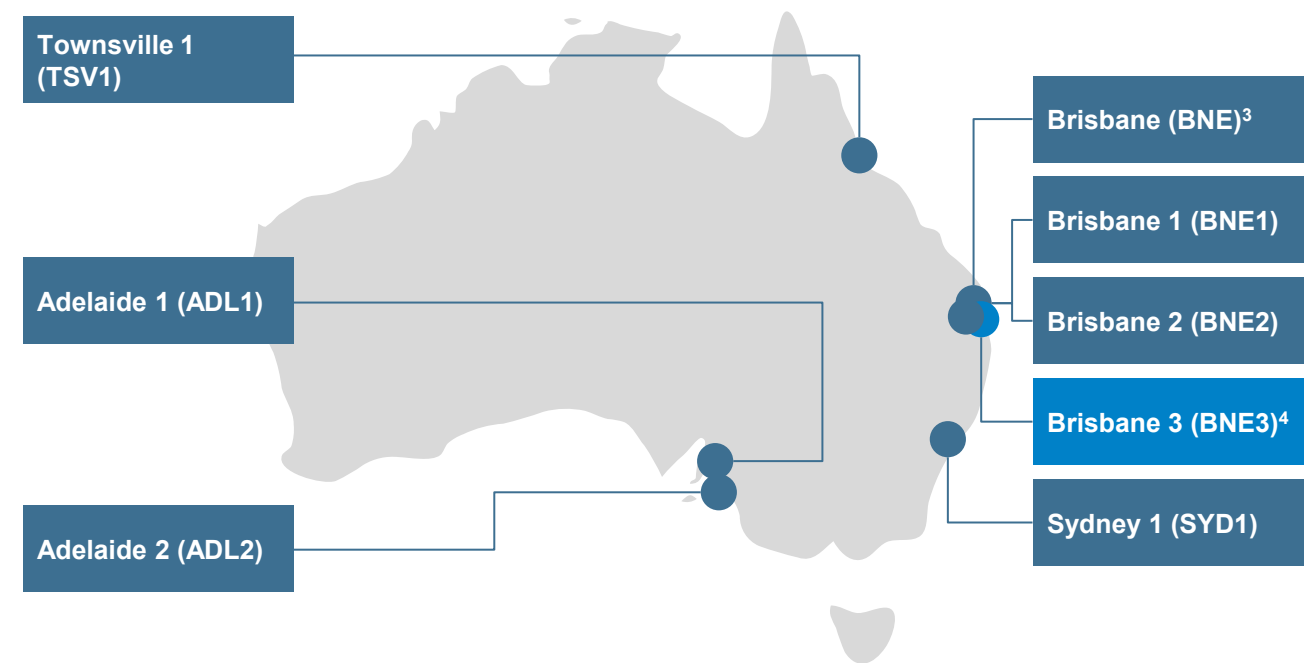 Townsville 1
(TSV1)
Adelaide 1 (ADL1)
Adelaide 2 (ADL2)
Brisbane (BNE)³
Brisbane 1 (BNE1)
Brisbane 2 (BNE2)
Brisbane 3 (BNE3)⁴
Sydney 1 (SYD1)